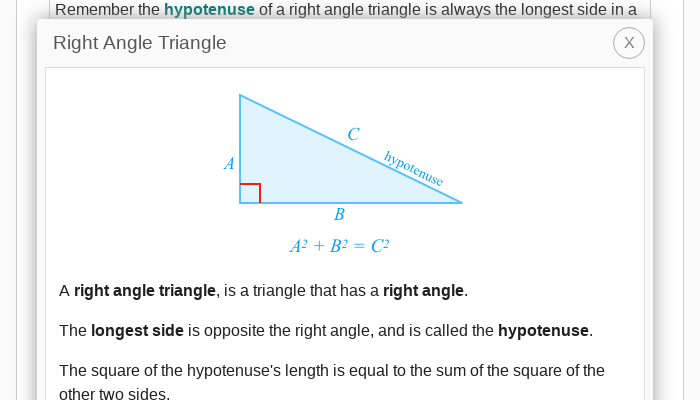 Remember the hypotenuse of a right angle triangle is always the longest side in a
Right Angle Triangle
X
C
A
hypotenuse
B
A² + B² = C²
A right angle triangle, is a triangle that has a right angle.
The longest side is opposite the right angle, and is called the hypotenuse.
The square of the hypotenuse's length is equal to the sum of the square of the
other two sides.